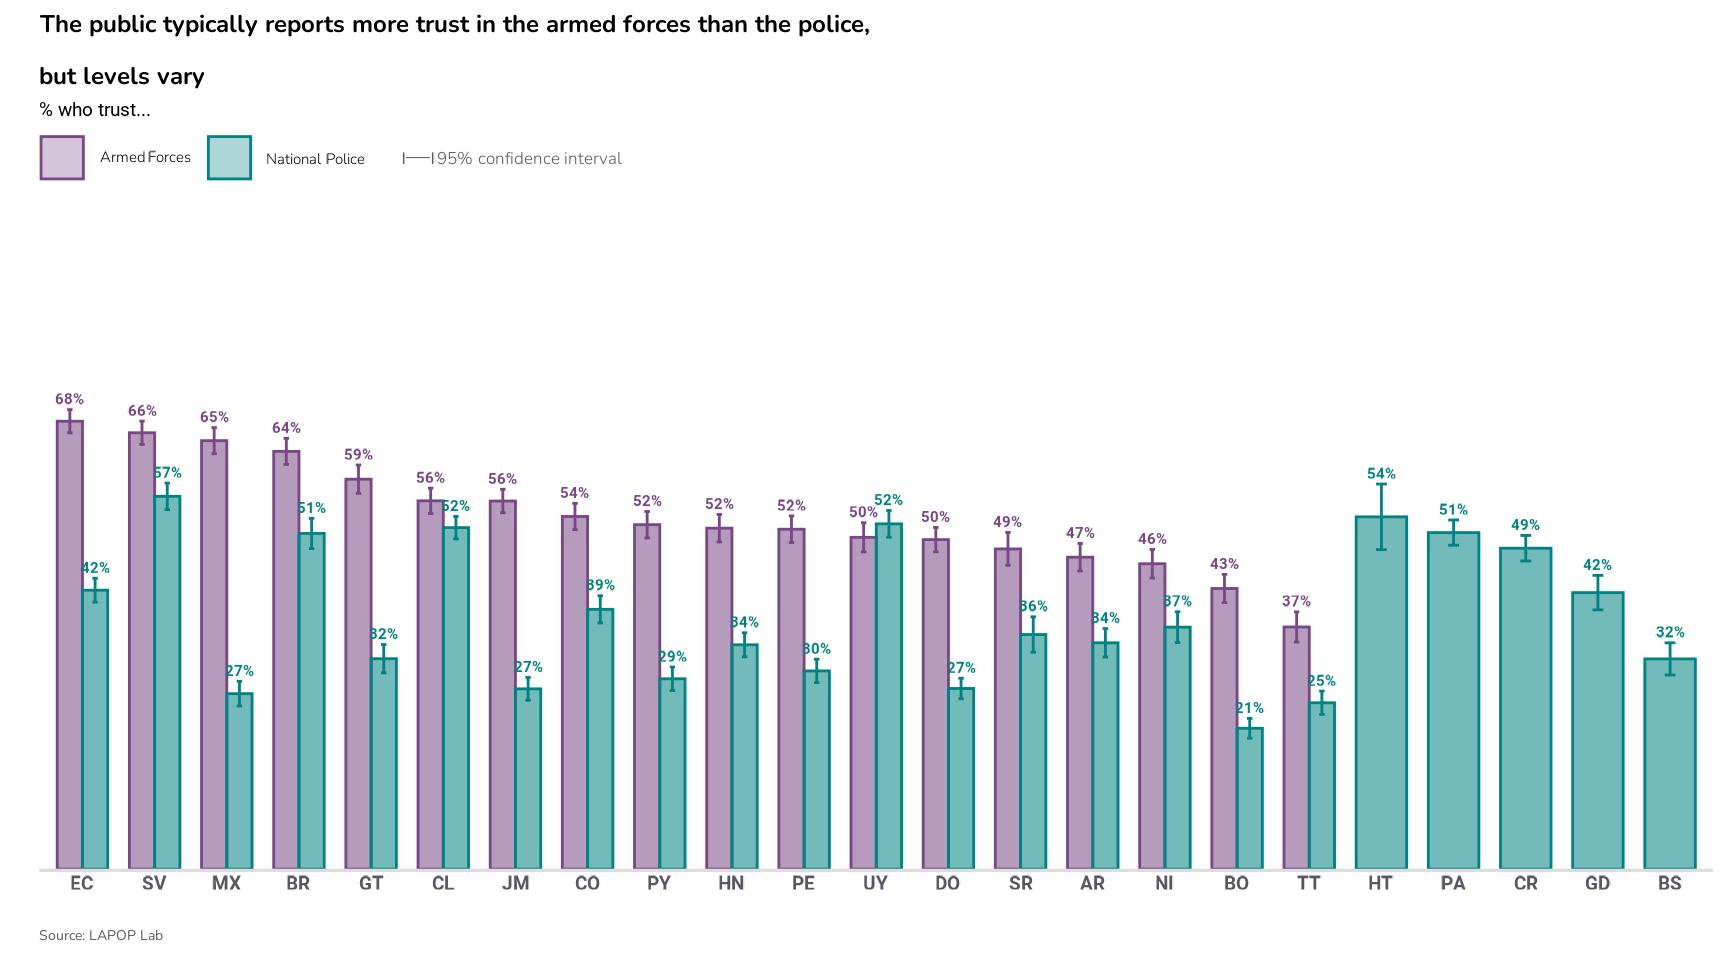 The public typically reports more trust in the armed forces than the police,
but levels vary
% who trust...
Armed Forces National Police 95% confidence interval
68% 42% 66% 57% 65% 27% 64% 51% 59% 32% 56% 52% 56% 27% 54% 39% 52% 29% 52% 34% 52% 30% 50% 52% 50% 27% 49% 36% 47% 34% 46% 37% 43% 21% 37% 25% 54% 51% 49% 42% 32%
EC SV MX BR GT CL JM CO PY HN PE UY DO SR AR NI BO TT HT PA CR GD BS
Source: LAPOP Lab